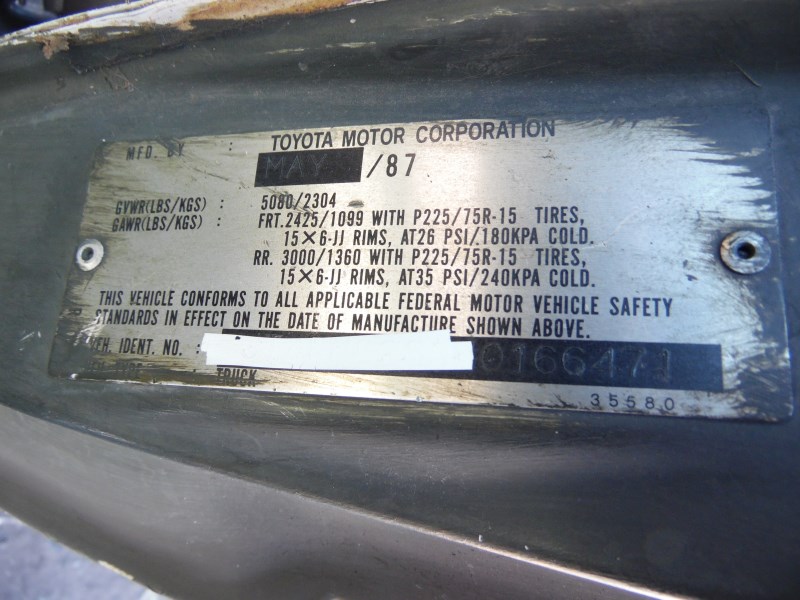 MFD. BY : TOYOTA MOTOR CORPORATION
MAY /87
GVWR(LBS/KGS) : 5080/2304
GAWR(LBS/KGS) : FRT.2425/1099 WITH P225/75R-15 TIRES,
15×6-JJ RIMS, AT26 PSI/180KPA COLD.
RR. 3000/1360 WITH P225/75R-15 TIRES,
15×6-JJ RIMS, AT35 PSI/240KPA COLD.
THIS VEHICLE CONFORMS TO ALL APPLICABLE FEDERAL MOTOR VEHICLE SAFETY
STANDARDS IN EFFECT ON THE DATE OF MANUFACTURE SHOWN ABOVE.
VEH. IDENT. NO. : 0166471
: TRUCK
35580